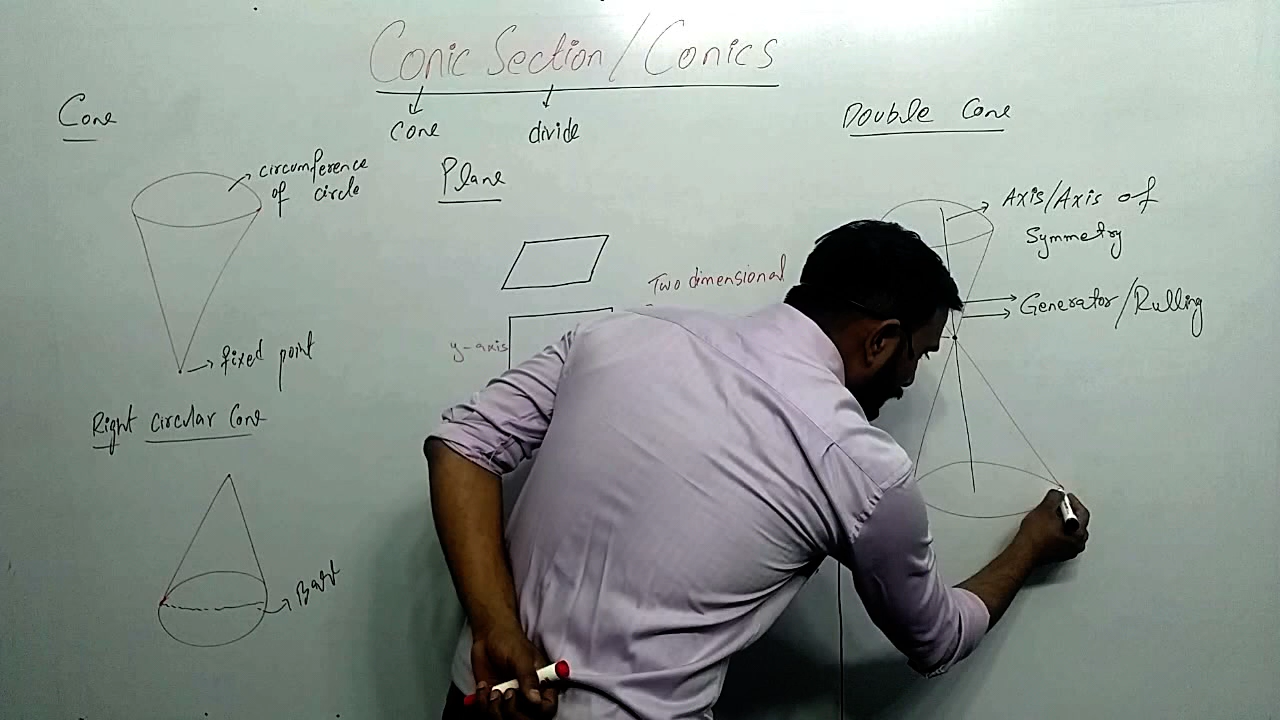 Conic Section/Conics
Cone
cone
divide
Double Cone
Plane
circumference
of circle
Axis/Axis of
Symmetry
Two dimensional
Generator/Rulling
y-axis
fixed point
Right Circular Cone